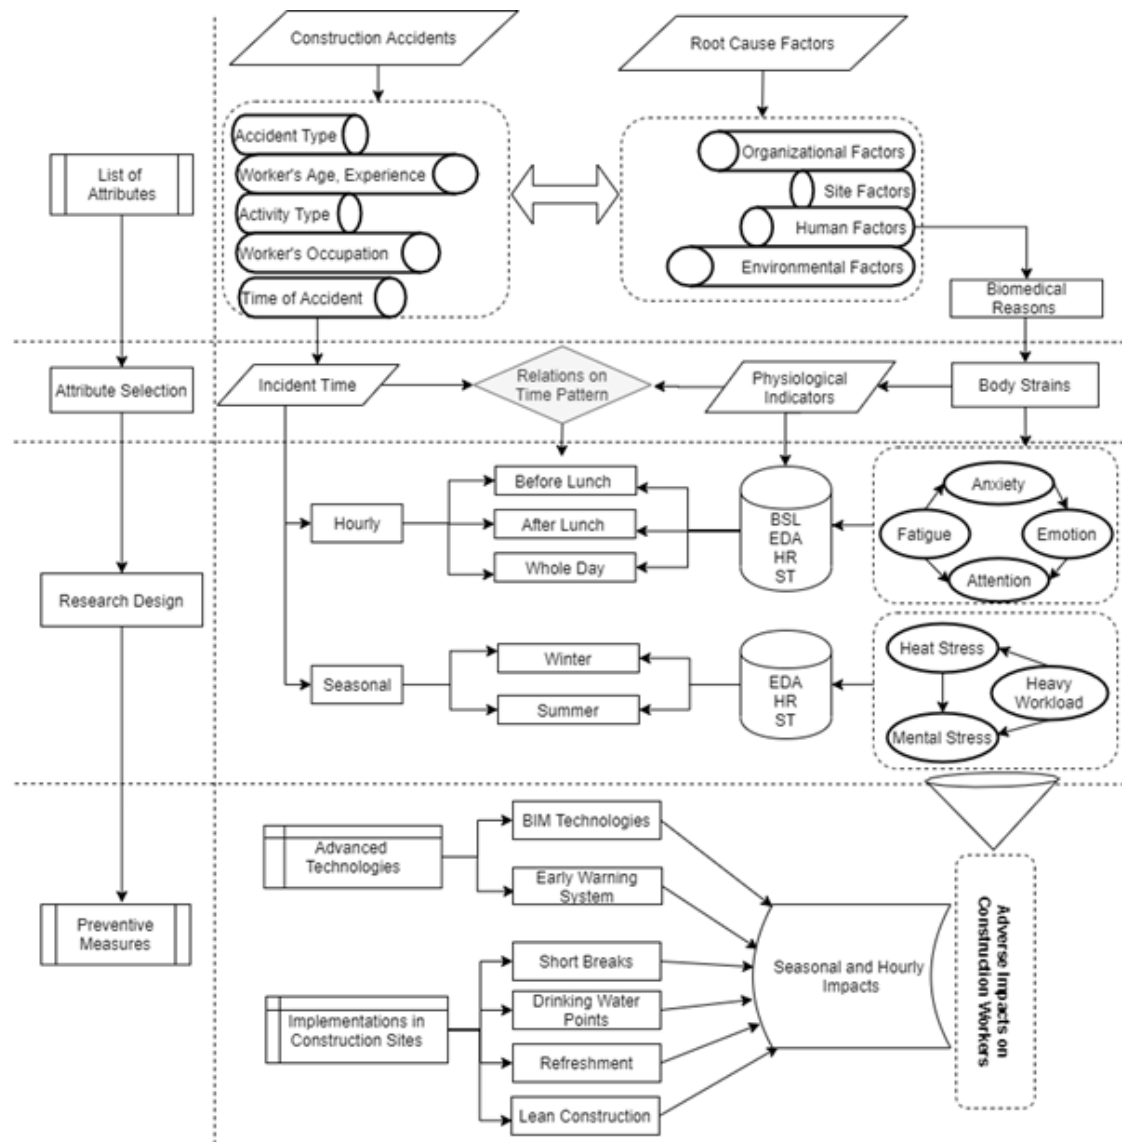 Construction Accidents
Root Cause Factors
List of
Attributes
Accident Type
Worker's Age, Experience
Activity Type
Worker's Occupation
Time of Accident
Organizational Factors
Site Factors
Human Factors
Environmental Factors
Biomedical
Reasons
Attribute Selection
Incident Time
Relations on
Time Pattern
Physiological
Indicators
Body Strains
Research Design
Hourly
Before Lunch
After Lunch
Whole Day
BSL
EDA
HR
ST
Anxiety
Fatigue
Emotion
Attention
Seasonal
Winter
Summer
EDA
HR
ST
Heat Stress
Heavy
Workload
Mental Stress
Preventive
Measures
Advanced
Technologies
BIM Technologies
Early Warning
System
Implementations in
Construction Sites
Short Breaks
Drinking Water
Points
Refreshment
Lean Construction
Seasonal and Hourly
Impacts
Adverse Impacts on
Construction Workers